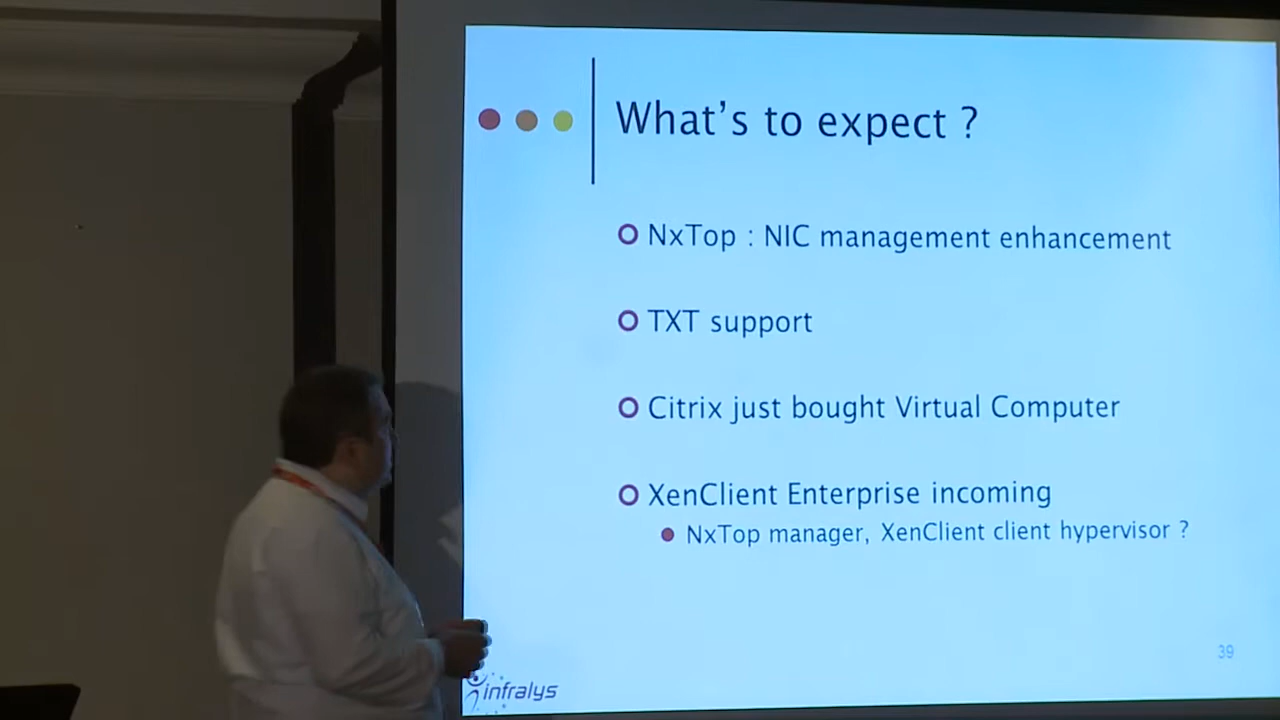 What's to expect ?
NxTop : NIC management enhancement
TXT support
Citrix just bought Virtual Computer
XenClient Enterprise incoming
NxTop manager, XenClient client hypervisor ?
39
infralys